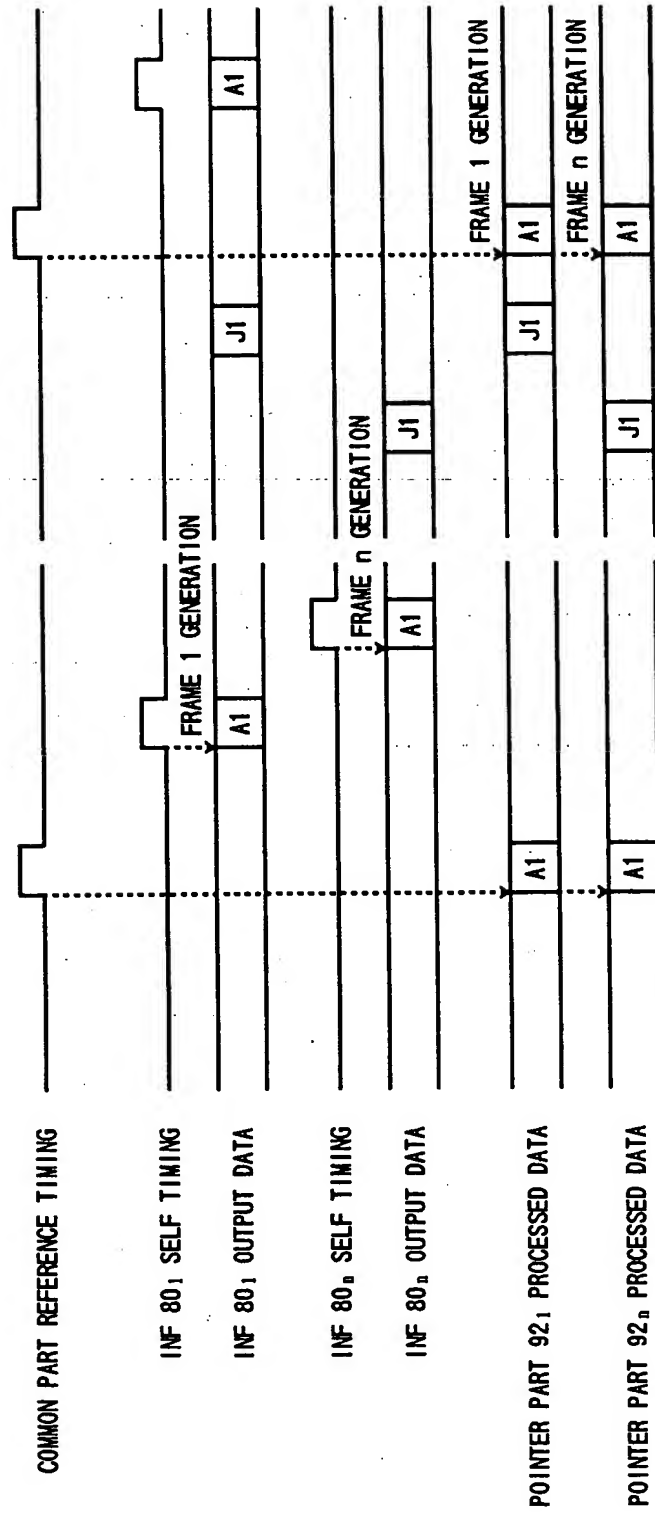 COMMON PART REFERENCE TIMING
INF 80₁ SELF TIMING
FRAME 1 GENERATION
INF 80₁ OUTPUT DATA
A1
J1
A1
INF 80ₙ SELF TIMING
FRAME n GENERATION
INF 80ₙ OUTPUT DATA
A1
J1
FRAME 1 GENERATION
POINTER PART 92₁ PROCESSED DATA
A1
J1
A1
FRAME n GENERATION
POINTER PART 92ₙ PROCESSED DATA
A1
J1
A1